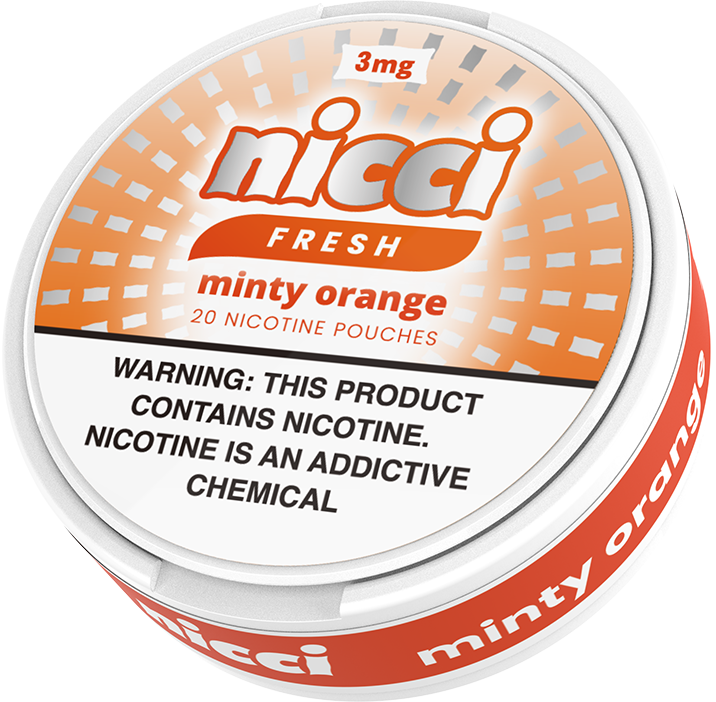 3mg
nicci
FRESH
minty orange
20 NICOTINE POUCHES
WARNING: THIS PRODUCT
CONTAINS NICOTINE.
NICOTINE IS AN ADDICTIVE
CHEMICAL
nicci
minty orange